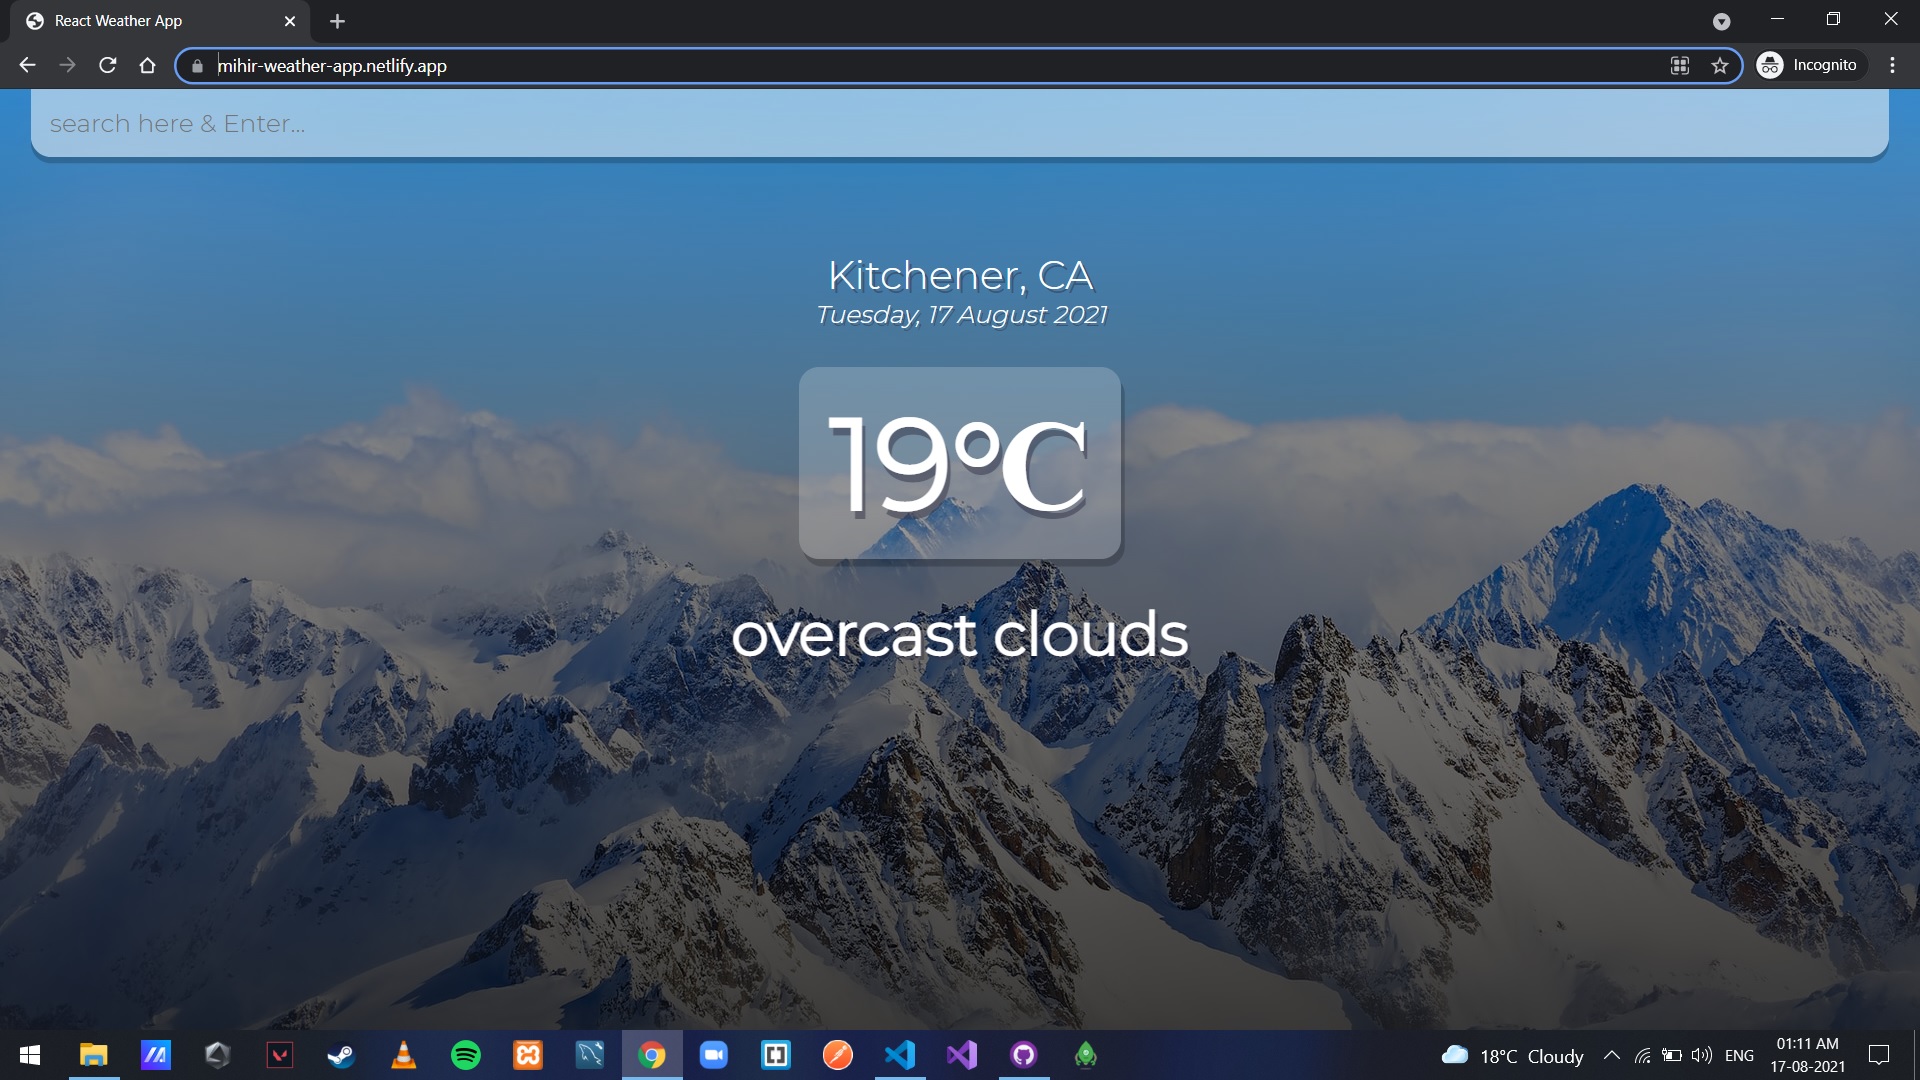 React Weather App
mihir-weather-app.netlify.app
Incognito
search here & Enter...
Kitchener, CA
Tuesday, 17 August 2021
19°C
overcast clouds
18°C Cloudy
ENG
01:11 AM
17-08-2021